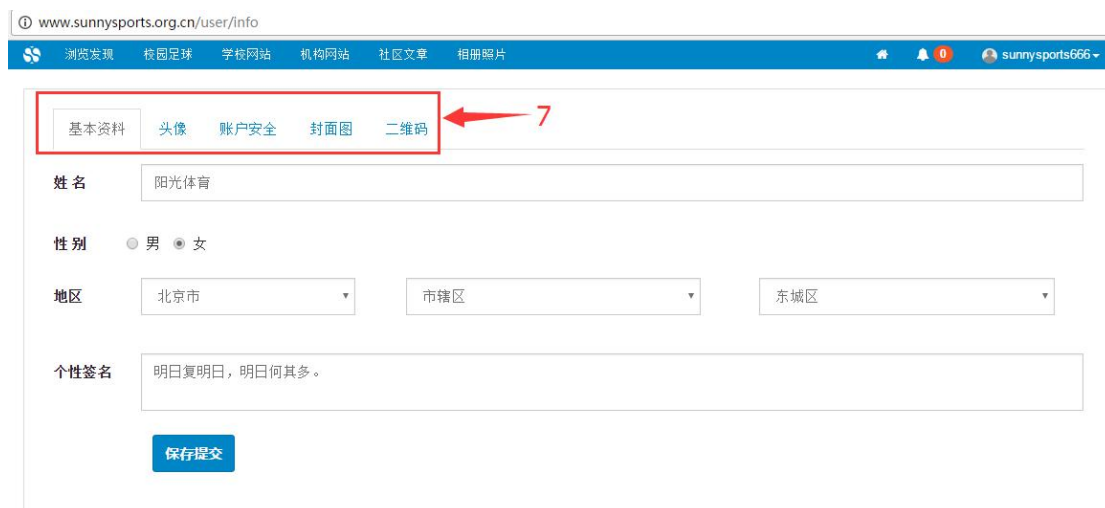 www.sunnysports.org.cn/user/info
浏览发现 校园足球 学校网站 机构网站 社区文章 相册照片 0 sunnysports666
基本资料 头像 账户安全 封面图 二维码 7
姓名 阳光体育
性别 男 女
地区 北京市 市辖区 东城区
个性签名 明日复明日，明日何其多。
保存提交